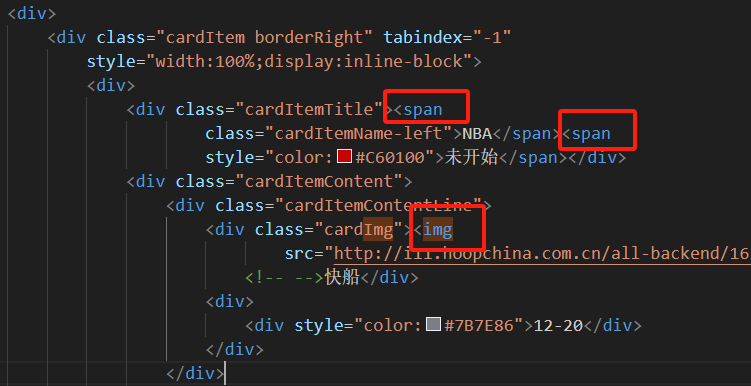 <div>
<div class="cardItem borderRight" tabindex="-1"
style="width:100%;display:inline-block">
<div>
<div class="cardItemTitle"><span
class="cardItemName-left">NBA</span><span
style="color:#C60100">未开始</span></div>
<div class="cardItemContent">
<div class="cardItemContentLine">
<div class="cardImg"><img
src="http://i11.hoopchina.com.cn/all-backend/16
<!-- -->快船</div>
<div>
<div style="color:#7B7E86">12-20</div>
</div>
</div>